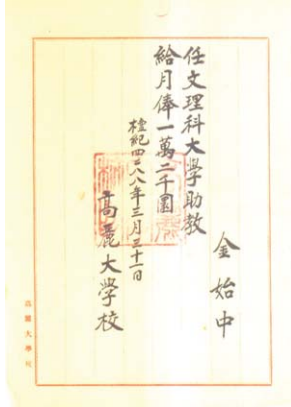 金始中
任文理科大學助教
給月俸一萬二千圜
檀紀四二八八年三月三十一日
高麗大學校
高麗大學校